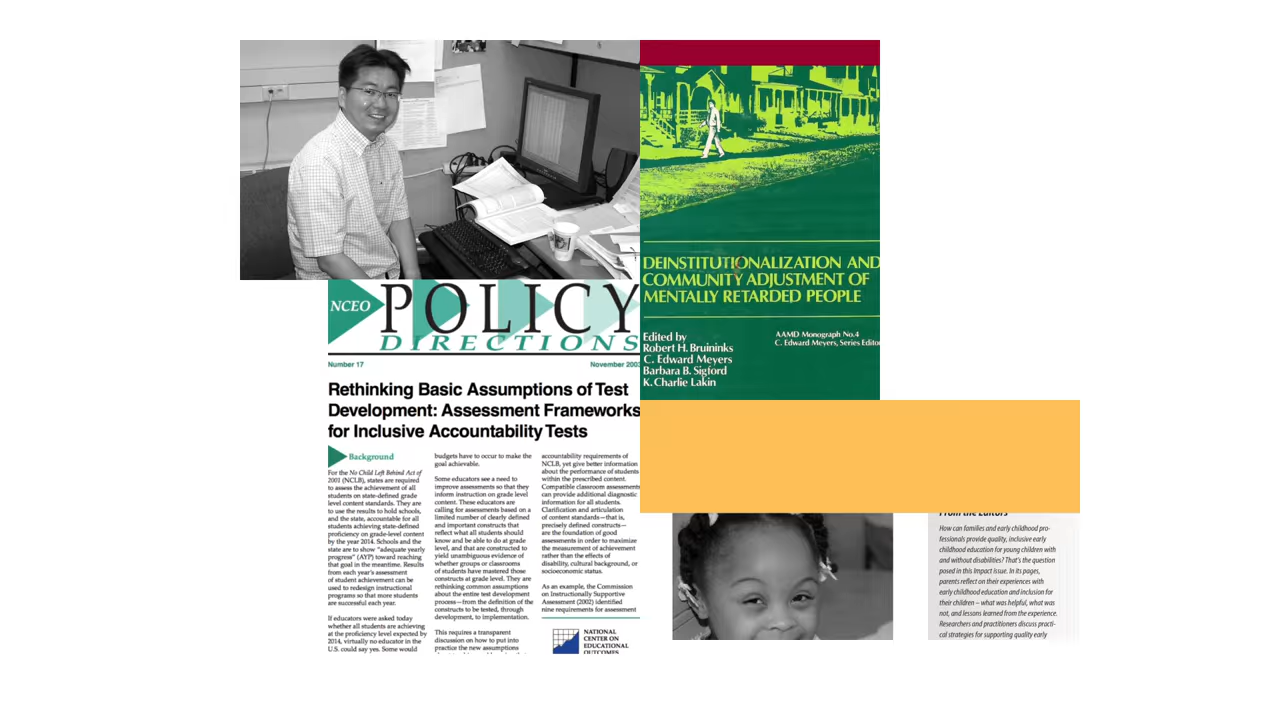 DEINSTITUTIONALIZATION AND
COMMUNITY ADJUSTMENT OF
MENTALLY RETARDED PEOPLE
Edited by
Robert H. Bruininks
C. Edward Meyers
Barbara B. Sigford
K. Charlie Lakin
AAMD Monograph No.4
C. Edward Meyers, Series Editor
NCEO
POLICY
DIRECTIONS
Number 17
November 2003
Rethinking Basic Assumptions of Test
Development: Assessment Frameworks
for Inclusive Accountability Tests
Background
For the No Child Left Behind Act of
2001 (NCLB), states are required
to assess the achievement of all
students on state-defined grade
level content standards. They are
to use the results to hold schools,
and the state, accountable for all
students achieving state-defined
proficiency on grade-level content
by the year 2014. Schools and the
state are to show "adequate yearly
progress" (AYP) toward reaching
that goal in the meantime. Results
from each year's assessment
of student achievement can be
used to redesign instructional
programs so that more students
are successful each year.
If educators were asked today
whether all students are achieving
at the proficiency level expected by
2014, virtually no educator in the
U.S. could say yes. Some would
budgets have to occur to make the
goal achievable.
Some educators see a need to
improve assessments so that they
inform instruction on grade level
content. These educators are
calling for assessments based on a
limited number of clearly defined
and important constructs that
reflect what all students should
know and be able to do at grade
level, and that are constructed to
yield unambiguous evidence of
whether groups or classrooms
of students have mastered those
constructs at grade level. They are
rethinking common assumptions
about the entire test development
process—from the definition of the
constructs to be tested, through
development, to implementation.
This requires a transparent
discussion on how to put into
practice the new assumptions
accountability requirements of
NCLB, yet give better information
about the performance of students
within the prescribed content.
Compatible classroom assessments
can provide additional diagnostic
information for all students.
Clarification and articulation
of content standards—that is,
precisely defined constructs—
are the foundation of good
assessments in order to maximize
the measurement of achievement
rather than the effects of
disability, cultural background, or
socioeconomic status.
As an example, the Commission
on Instructionally Supportive
Assessment (2002) identified
nine requirements for assessment
NATIONAL
CENTER ON
EDUCATIONAL
OUTCOMES
From the Editors
How can families and early childhood pro-
fessionals provide quality, inclusive early
childhood education for young children with
and without disabilities? That's the question
posed in this Impact issue. In its pages,
parents reflect on their experiences with
early childhood education and inclusion for
their children – what was helpful, what was
not, and lessons learned from the experience.
Researchers and practitioners discuss practi-
cal strategies for supporting quality early